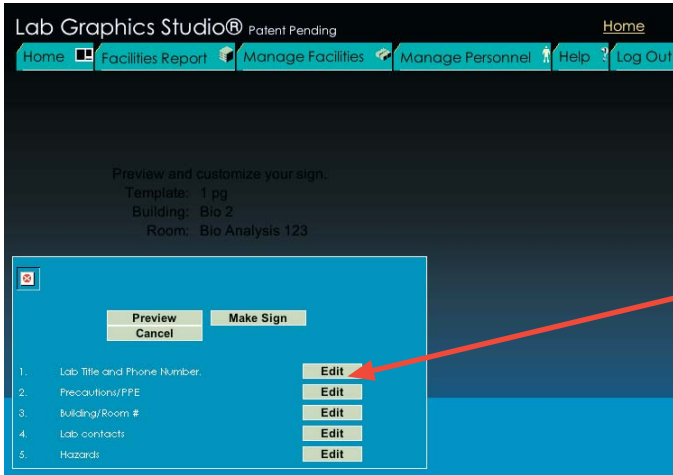 Lab Graphics Studio® Patent Pending Home
Home Facilities Report Manage Facilities Manage Personnel Help Log Out
Preview and customize your sign.
Template: 1 pg
Building: Bio 2
Room: Bio Analysis 123
Preview Make Sign
Cancel
1. Lab Title and Phone Number. Edit
2. Precautions/PPE Edit
3. Building/Room # Edit
4. Lab contacts Edit
5. Hazards Edit